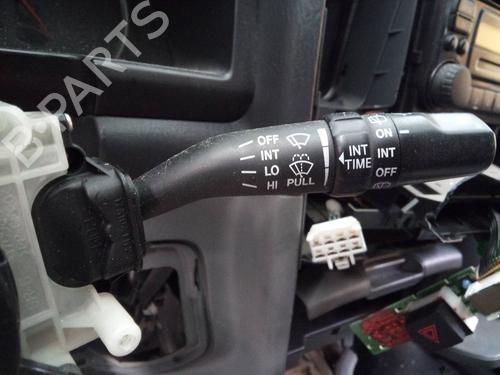 B-PARTS
OFF
INT
LO
HI PULL
INT
TIME
ON
INT
OFF